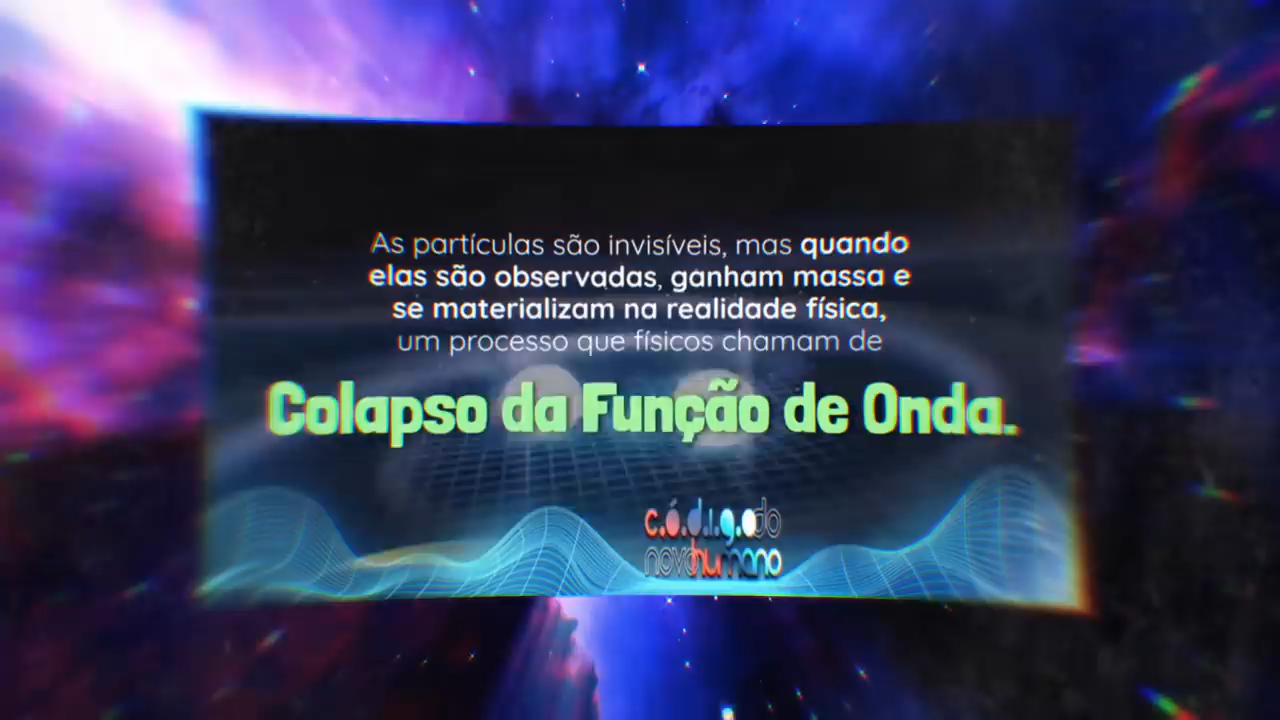 As partículas são invisíveis, mas quando
elas são observadas, ganham massa e
se materializam na realidade física,
um processo que físicos chamam de
Colapso da Função de Onda.
c.ó.d.i.g.o do
novo humano